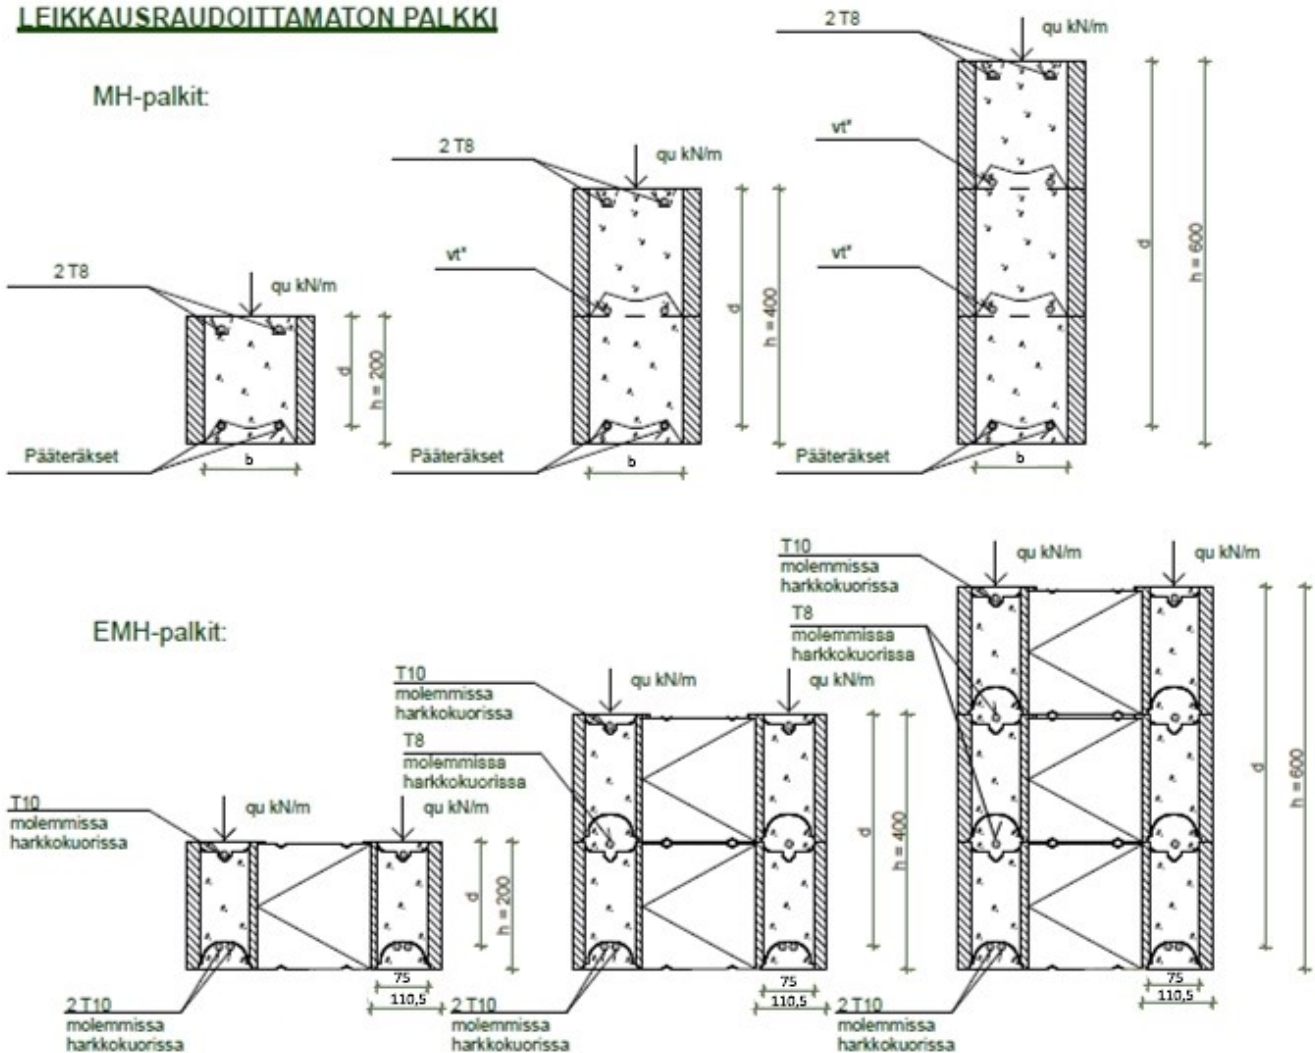 LEIKKAUSRAUDOITTAMATON PALKKI
MH-palkit:
2 T8
qu kN/m
d
h = 200
Pääteräkset
b
2 T8
qu kN/m
vt"
d
h = 400
Pääteräkset
b
2 T8
qu kN/m
vt"
vt"
d
h = 600
Pääteräkset
b
EMH-palkit:
T10
molemmissa
harkkokuorissa
qu kN/m
qu kN/m
d
h = 200
75
110,5
2 T10
molemmissa
harkkokuorissa
T10
molemmissa
harkkokuorissa
T8
molemmissa
harkkokuorissa
qu kN/m
qu kN/m
d
h = 400
75
110,5
2 T10
molemmissa
harkkokuorissa
T10
molemmissa
harkkokuorissa
T8
molemmissa
harkkokuorissa
qu kN/m
qu kN/m
d
h = 600
75
110,5
2 T10
molemmissa
harkkokuorissa